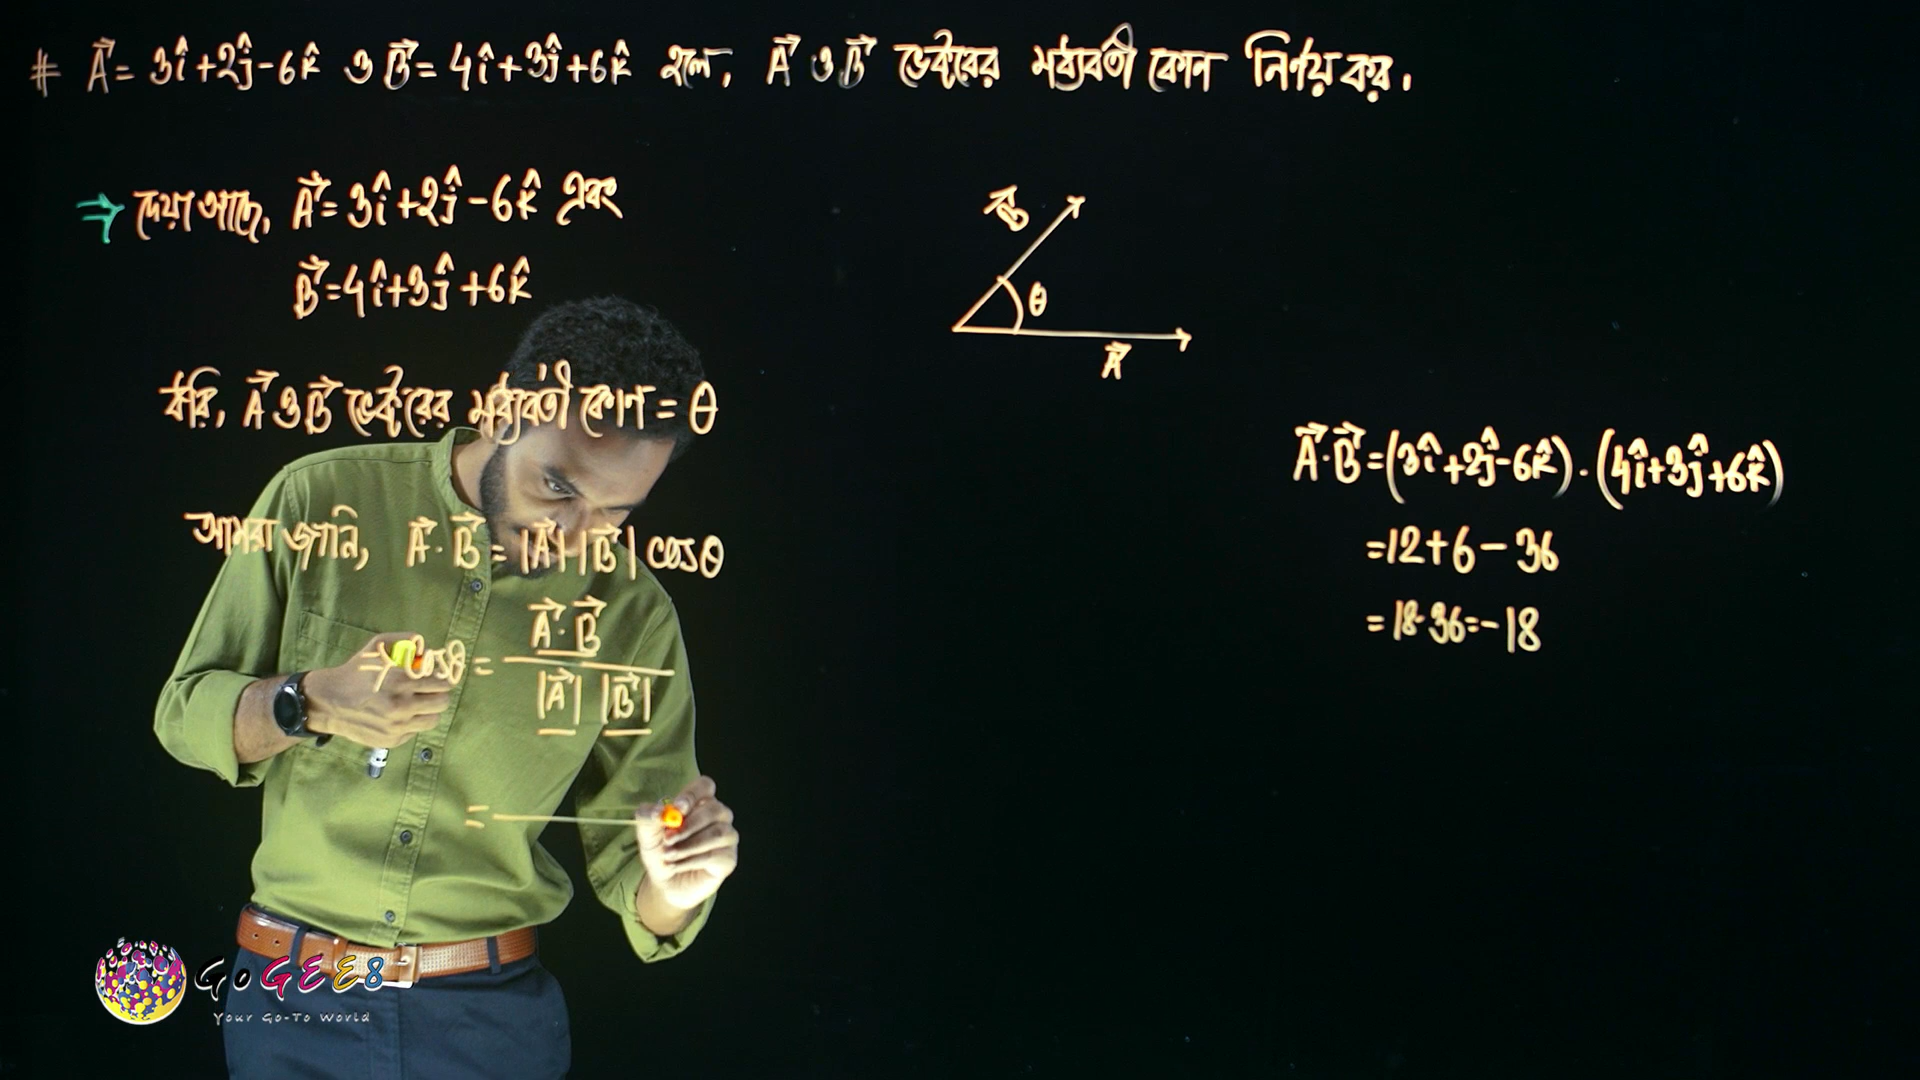 # A⃗ = 3î+2ĵ-6k̂ ও B⃗ = 4î+3ĵ+6k̂ হলে, A⃗ ও B⃗ ভেক্টরের মধ্যবর্তী কোন নির্ণয় কর।
⇒ দেয়া আছে, A⃗ = 3î+2ĵ-6k̂ এবং
B⃗ = 4î+3ĵ+6k̂
ধরি, A⃗ ও B⃗ ভেক্টরের মধ্যবর্তী কোণ = θ
আমরা জানি, A⃗·B⃗ = |A⃗| |B⃗| cosθ
⇒ cosθ = A⃗·B⃗ / |A⃗| |B⃗|
=
B⃗
θ
A⃗
A⃗·B⃗ = (3î+2ĵ-6k̂)·(4î+3ĵ+6k̂)
= 12+6-36
= 18-36=-18
GoGEE8
Your Go-To World